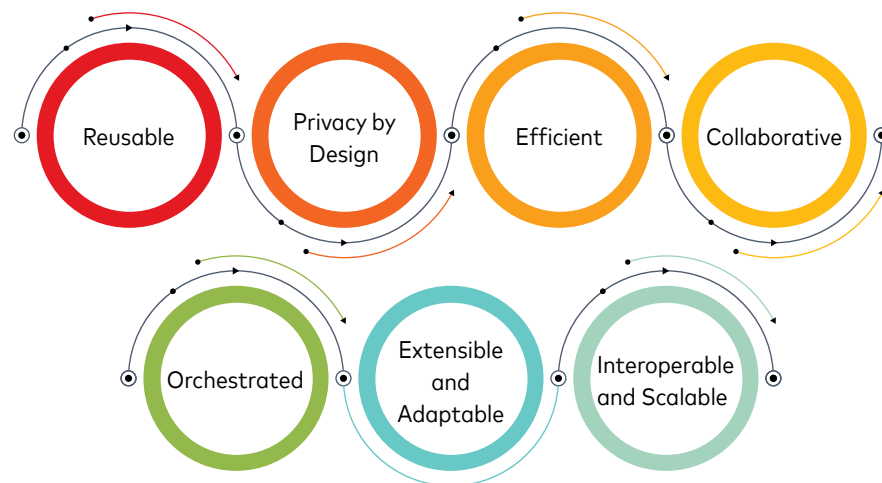 Reusable
Privacy by
Design
Efficient
Collaborative
Orchestrated
Extensible
and
Adaptable
Interoperable
and Scalable